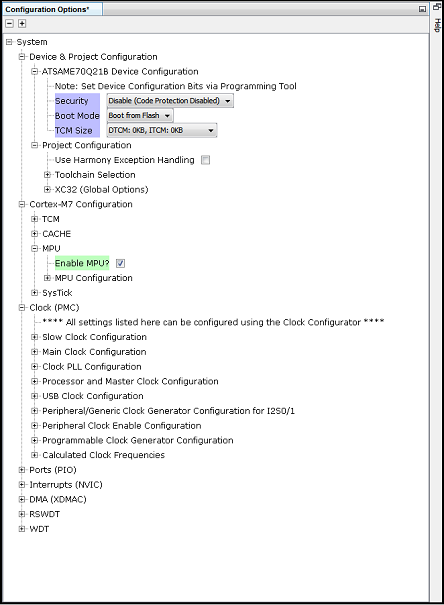 Configuration Options*
Help
System
Device & Project Configuration
ATSAME70Q21B Device Configuration
Note: Set Device Configuration Bits via Programming Tool
Security Disable (Code Protection Disabled)
Boot Mode Boot from Flash
TCM Size DTCM: 0KB, ITCM: 0KB
Project Configuration
Use Harmony Exception Handling
Toolchain Selection
XC32 (Global Options)
Cortex-M7 Configuration
TCM
CACHE
MPU
Enable MPU?
MPU Configuration
SysTick
Clock (PMC)
**** All settings listed here can be configured using the Clock Configurator ****
Slow Clock Configuration
Main Clock Configuration
Clock PLL Configuration
Processor and Master Clock Configuration
USB Clock Configuration
Peripheral/Generic Clock Generator Configuration for I2S0/1
Peripheral Clock Enable Configuration
Programmable Clock Generator Configuration
Calculated Clock Frequencies
Ports (PIO)
Interrupts (NVIC)
DMA (XDMAC)
RSWDT
WDT